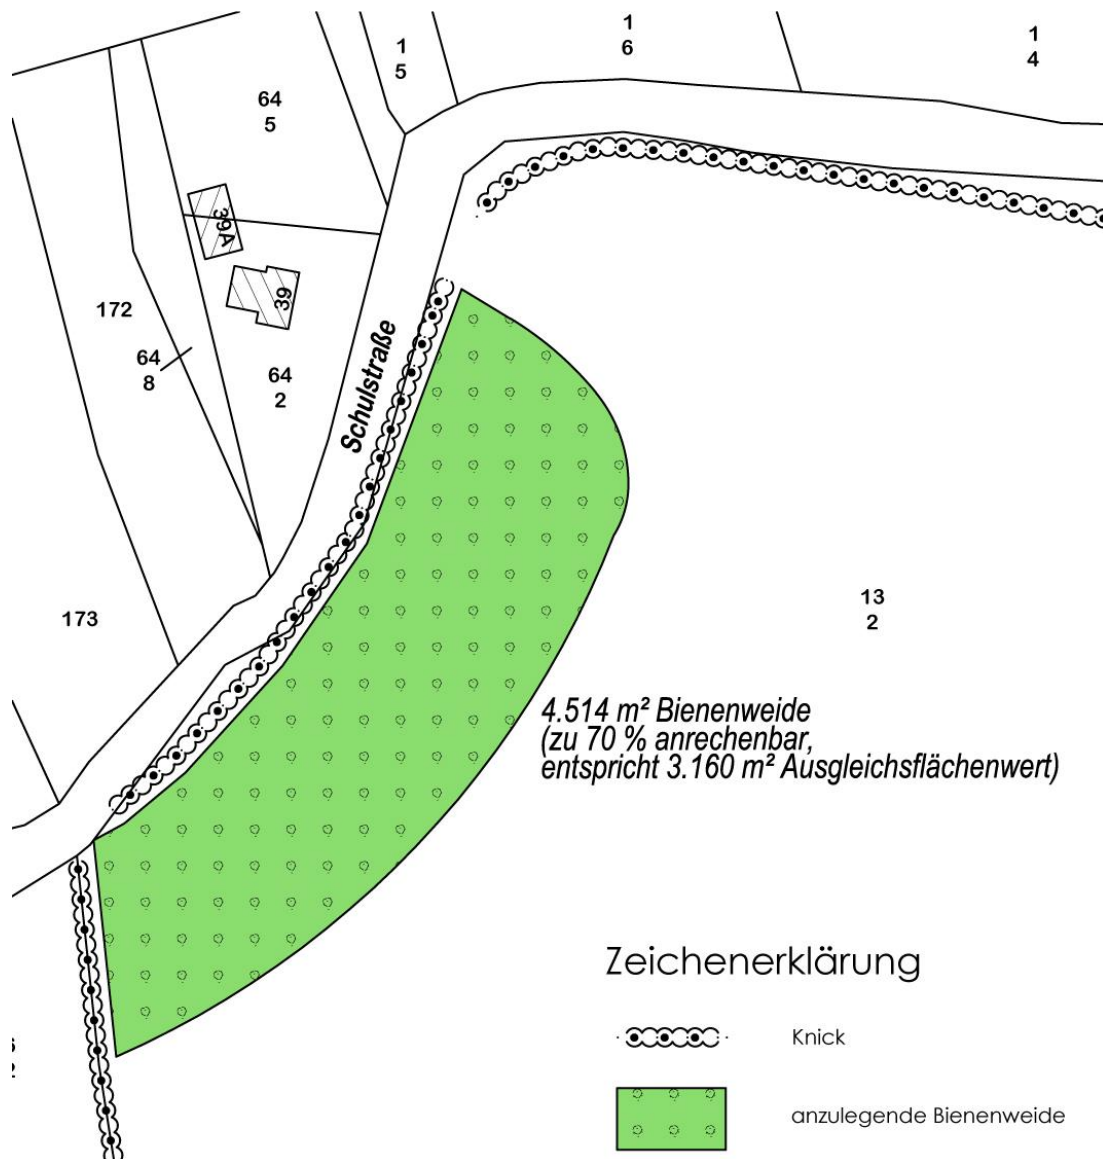 1
6
1
4
1
5
64
5
39A
39
172
64
8
64
2
Schulstraße
173
13
2
4.514 m² Bienenweide
(zu 70 % anrechenbar,
entspricht 3.160 m² Ausgleichsflächenwert)
Zeichenerklärung
Knick
anzulegende Bienenweide